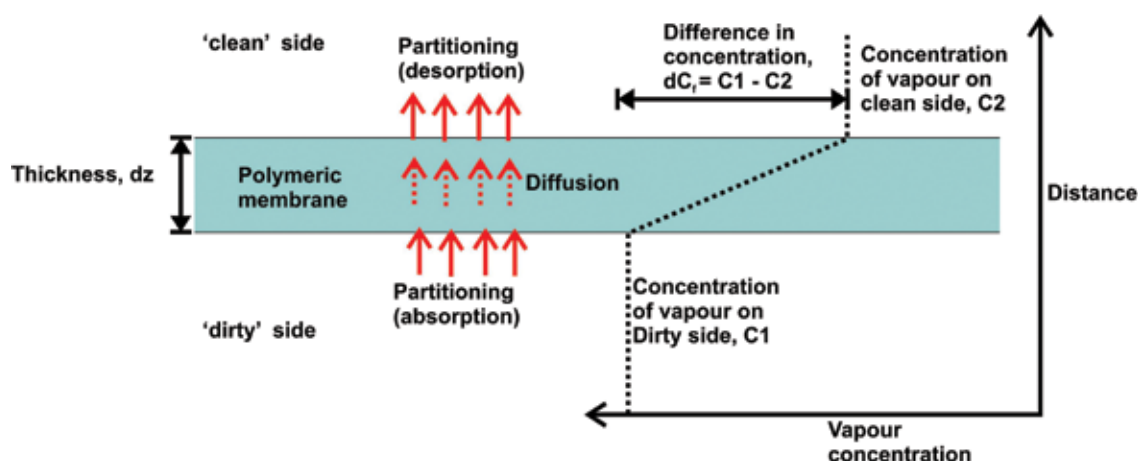 'clean' side
Partitioning
(desorption)
Difference in
concentration,
dCf = C1 - C2
Concentration
of vapour on
clean side, C2
Thickness, dz
Polymeric
membrane
Diffusion
Distance
Partitioning
(absorption)
'dirty' side
Concentration
of vapour on
Dirty side, C1
Vapour
concentration